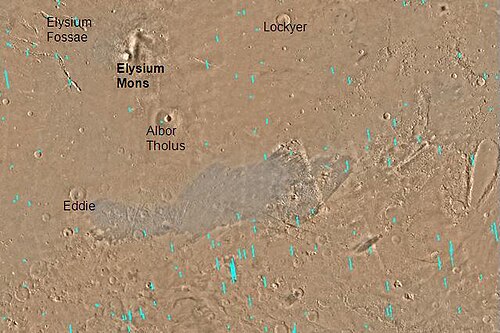 Elysium
Fossae
Lockyer
Elysium
Mons
Albor
Tholus
Eddie